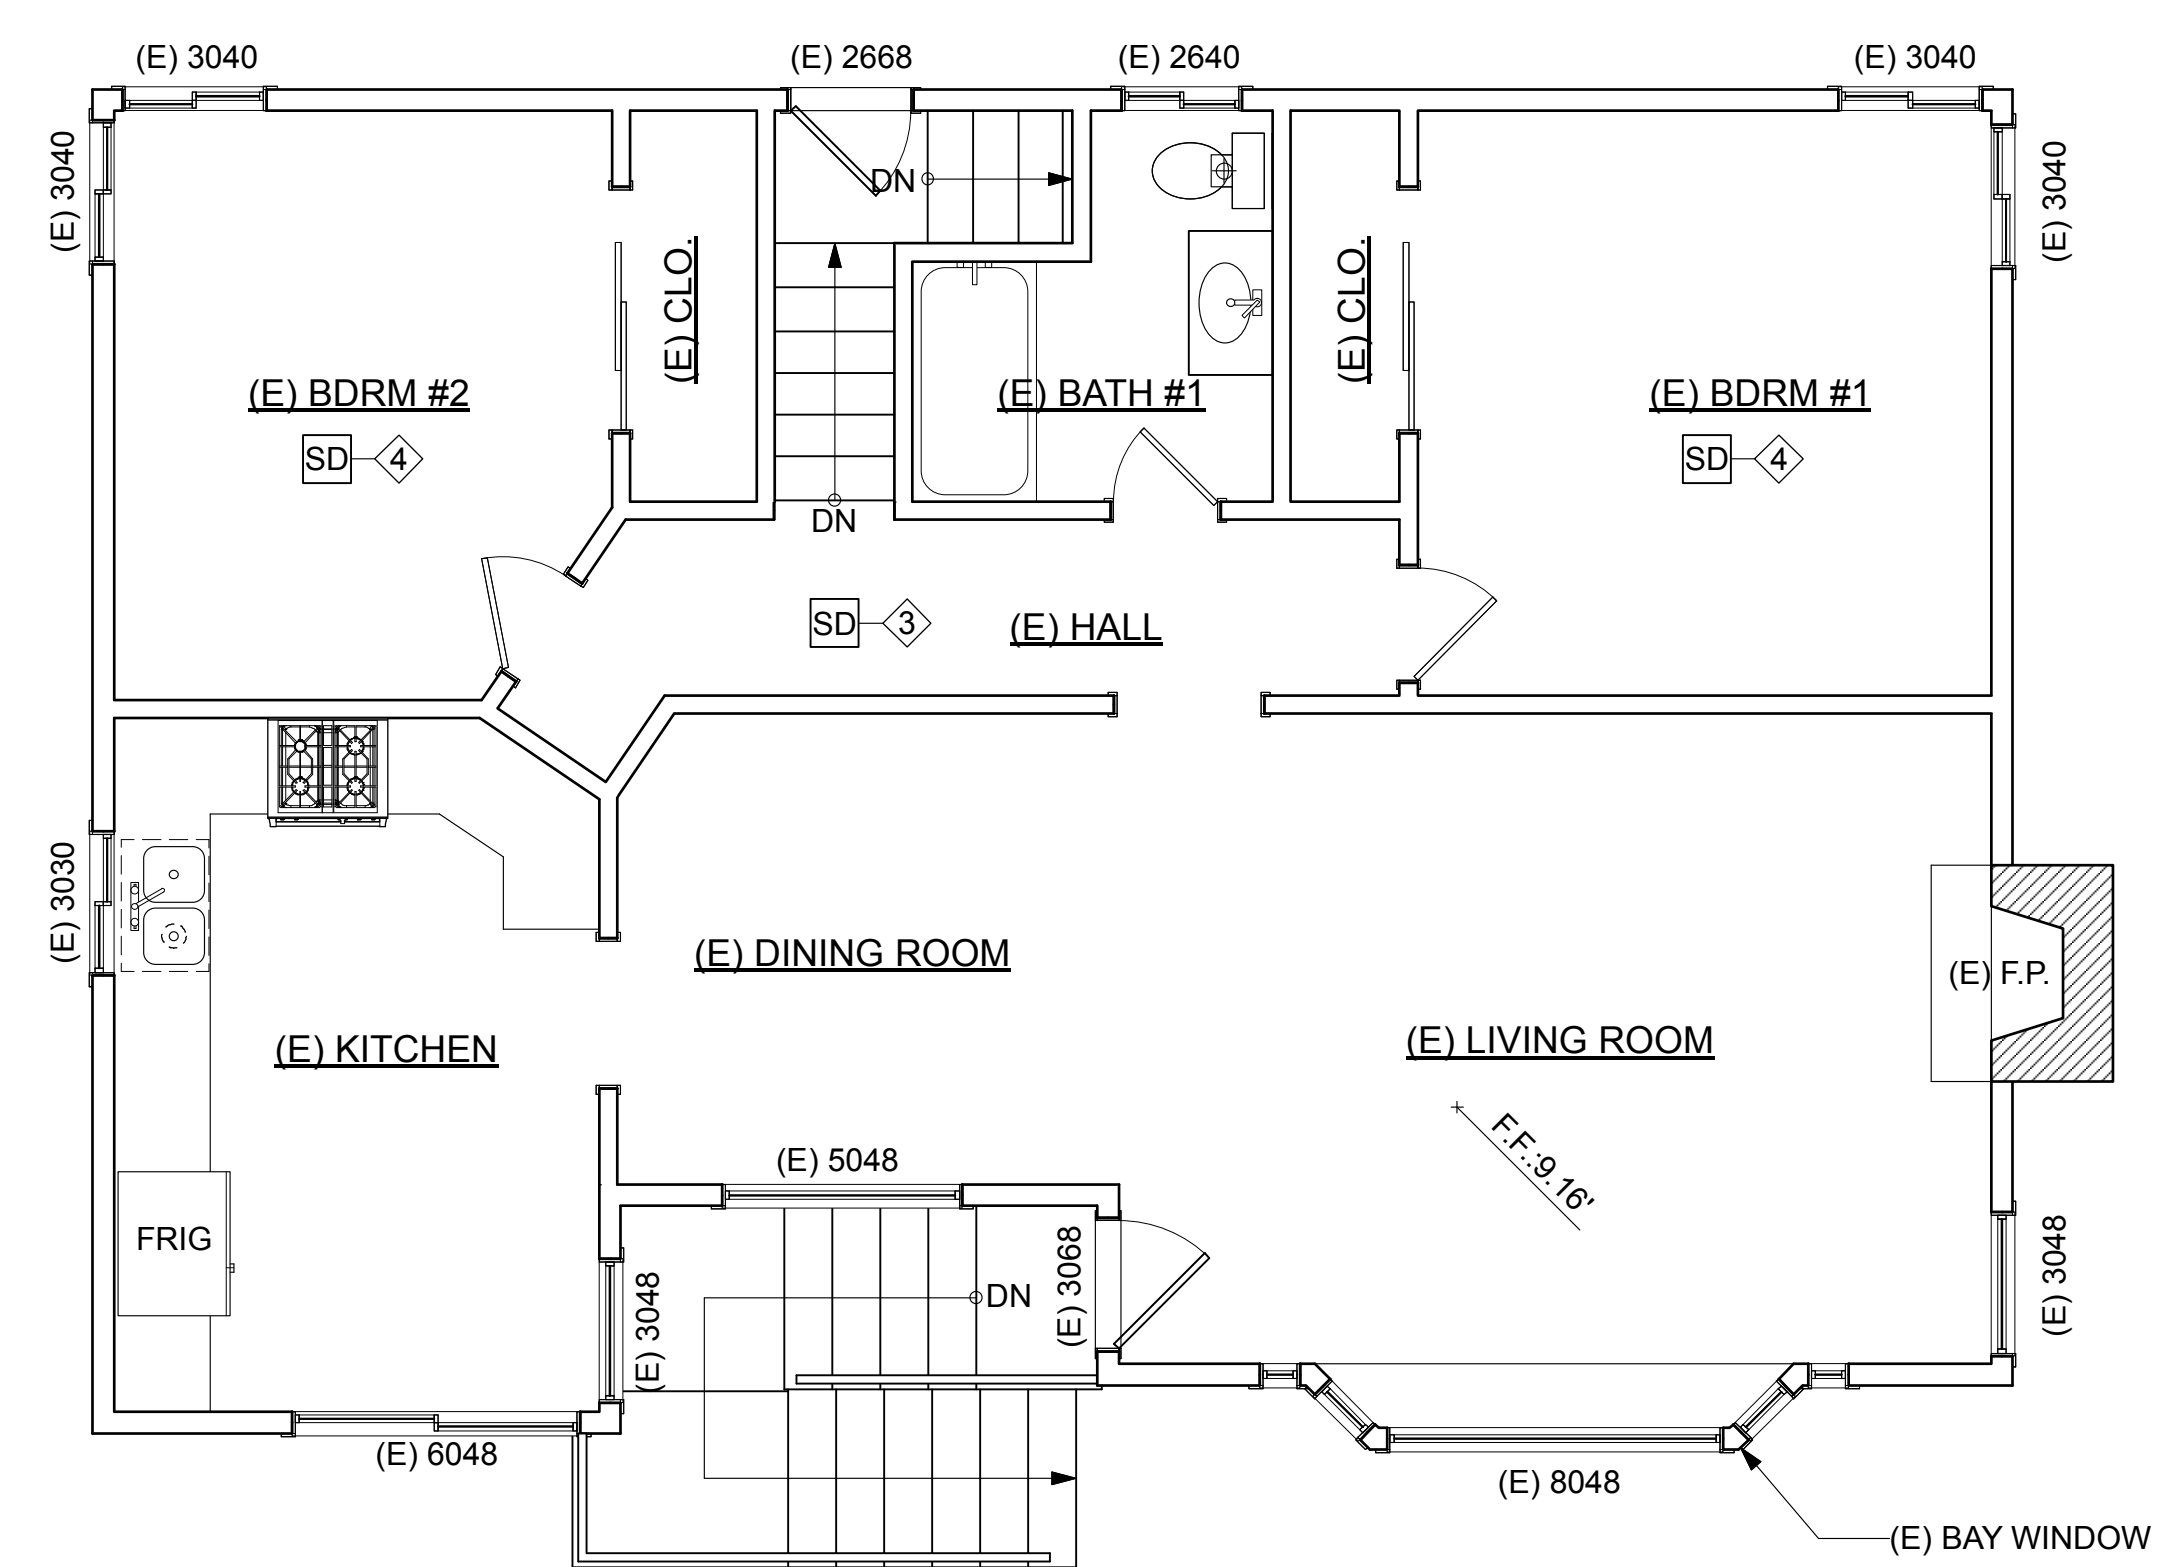 (E) 3040
(E) 2668
(E) 2640
(E) 3040
(E) 3040
(E) 3040
DN
(E) CLO.
(E) CLO.
(E) BDRM #2
(E) BATH #1
(E) BDRM #1
SD
4
SD
4
DN
SD
3
(E) HALL
(E) 3030
(E) DINING ROOM
(E) F.P.
(E) KITCHEN
(E) LIVING ROOM
F.F.:9.16'
(E) 5048
FRIG
(E) 3048
DN
(E) 3068
(E) 3048
(E) 6048
(E) 8048
(E) BAY WINDOW